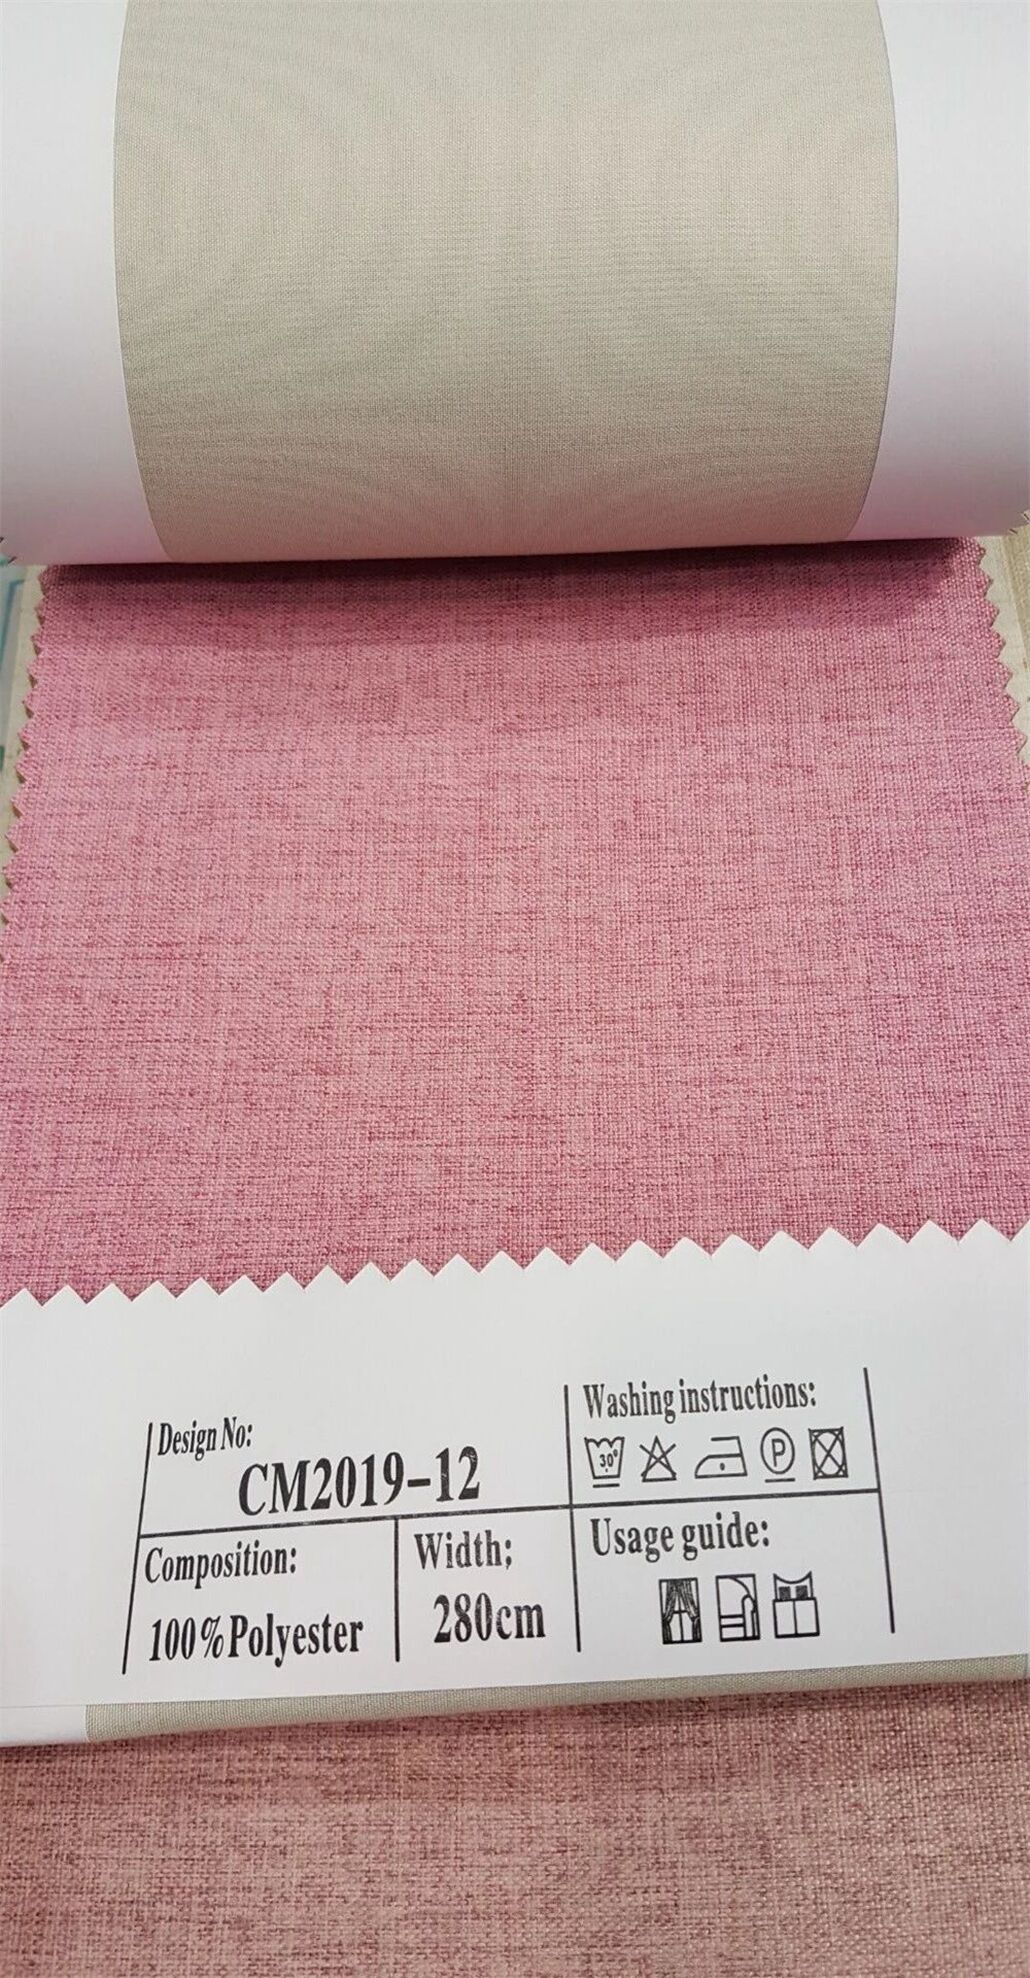 Design No:
CM2019-12
Washing instructions:
30°
P
Composition:
100%Polyester
Width;
280cm
Usage guide: